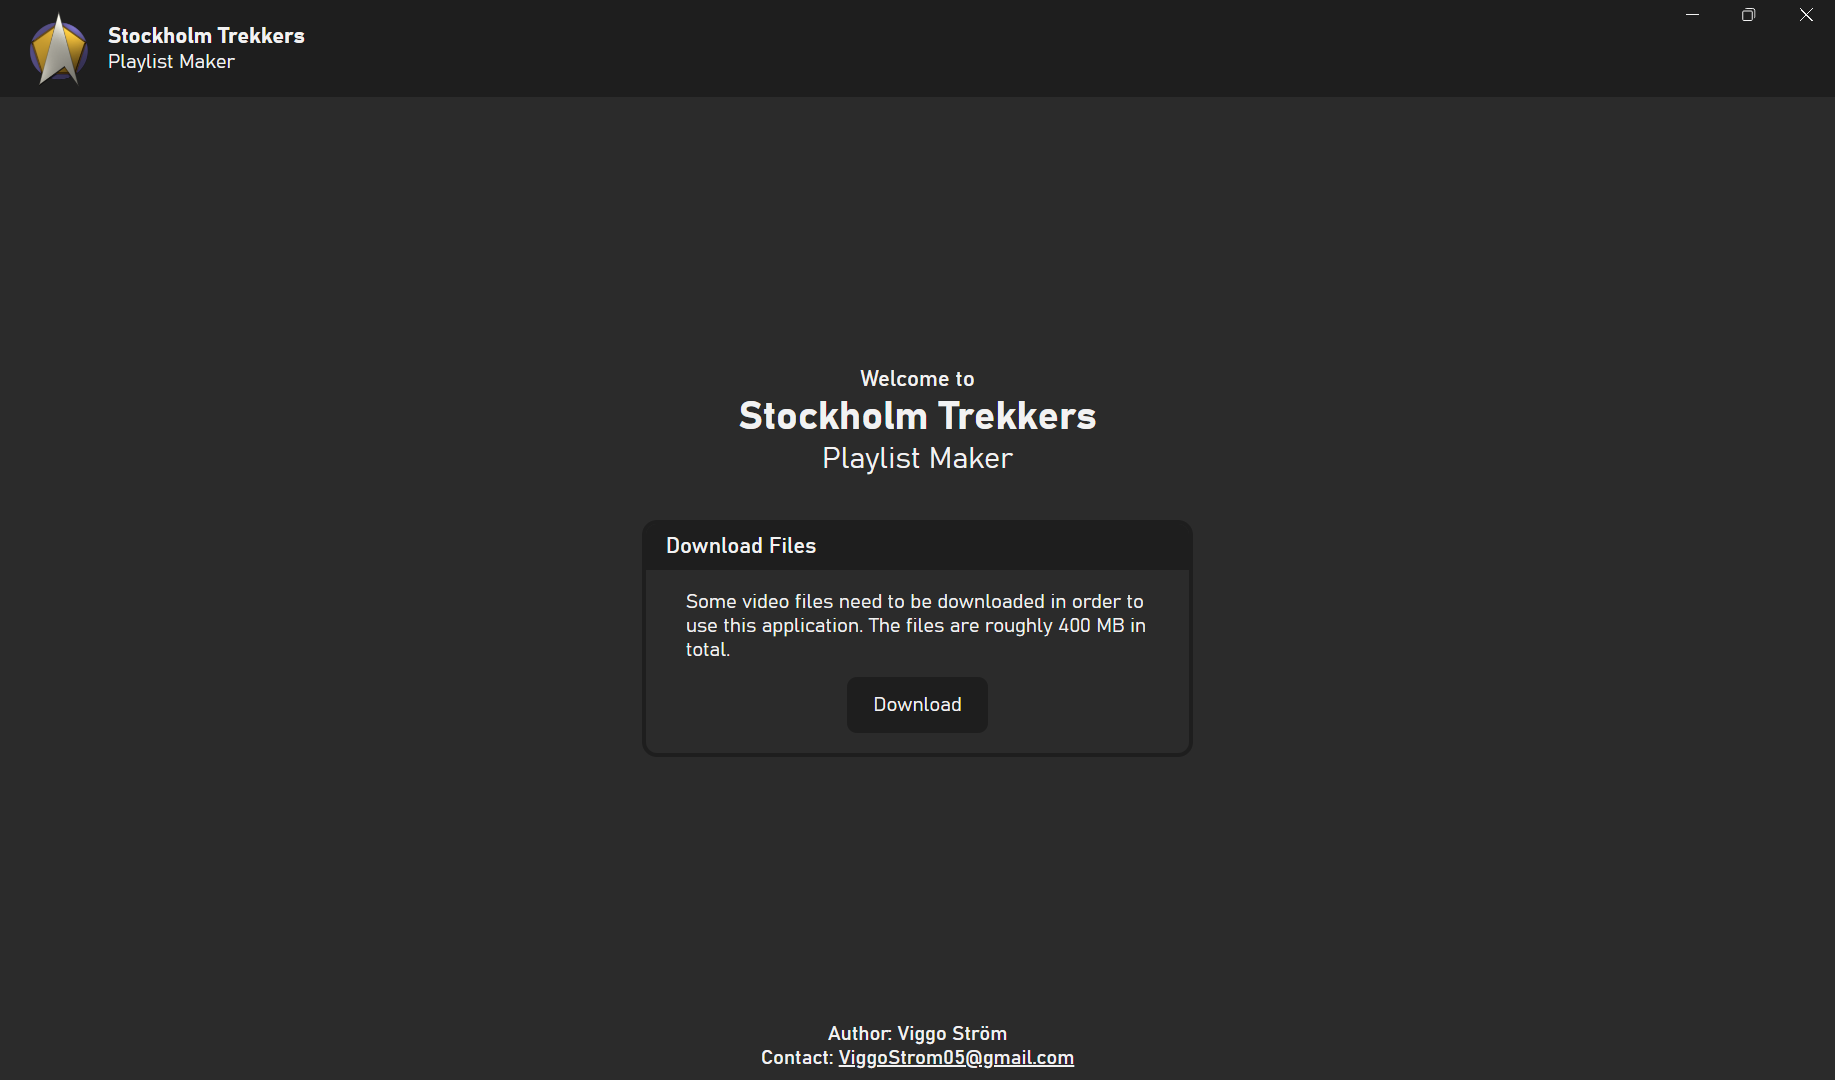 Stockholm Trekkers
Playlist Maker
Welcome to
Stockholm Trekkers
Playlist Maker
Download Files
Some video files need to be downloaded in order to
use this application. The files are roughly 400 MB in
total.
Download
Author: Viggo Ström
Contact: ViggoStrom05@gmail.com